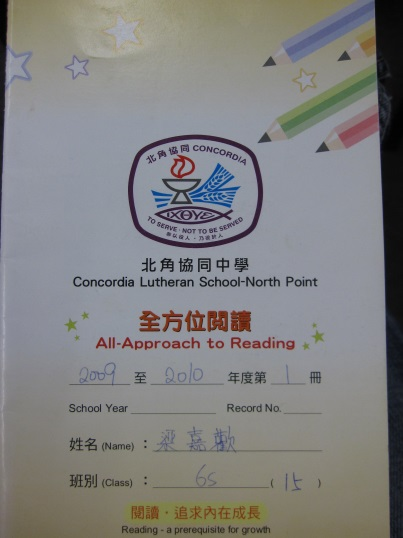 北角協同 CONCORDIA
ΙΧΘΥΣ
TO SERVE · NOT TO BE SERVED
非以役人，乃役於人
北角協同中學
Concordia Lutheran School-North Point
全方位閱讀
All-Approach to Reading
2009 至 2010 年度第 1 冊
School Year Record No.
姓名 (Name) ： 梁嘉歡
班別 (Class) ： 6S ( 15 )
閱讀．追求內在成長
Reading - a prerequisite for growth